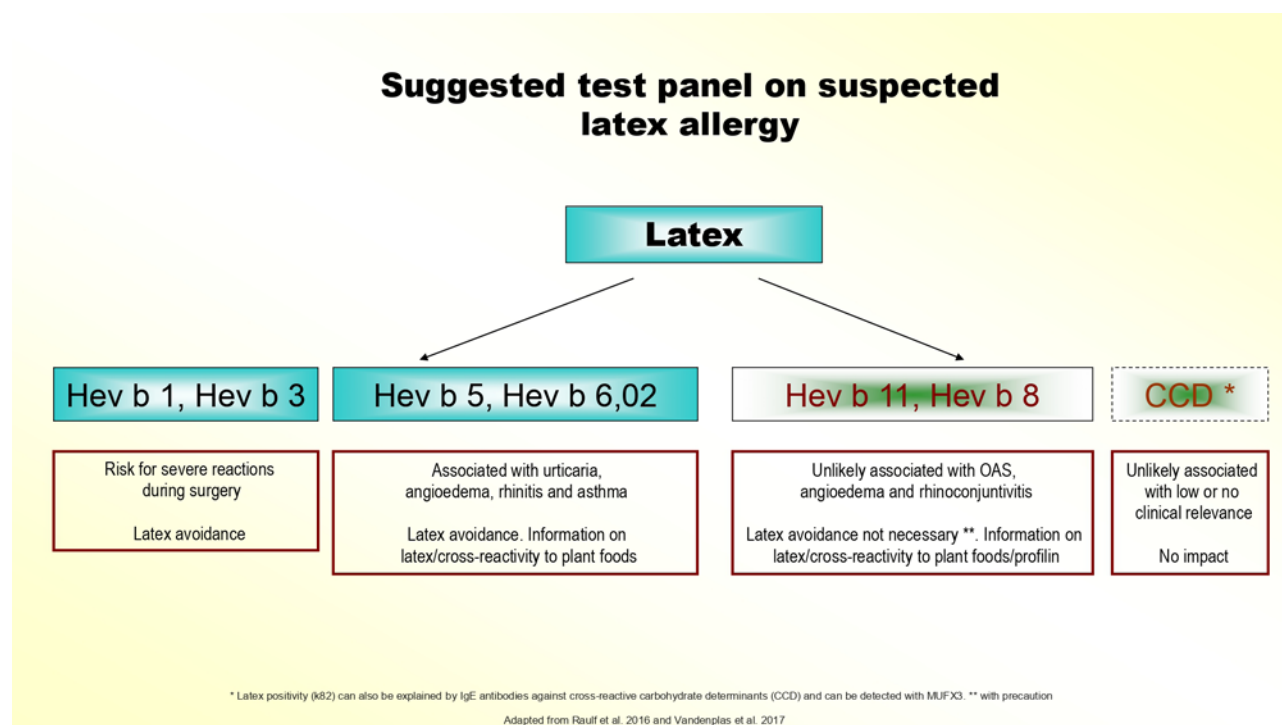 Suggested test panel on suspected
latex allergy
Latex
Hev b 1, Hev b 3
Hev b 5, Hev b 6,02
Hev b 11, Hev b 8
CCD *
Risk for severe reactions
during surgery
Latex avoidance
Associated with urticaria,
angioedema, rhinitis and asthma
Latex avoidance. Information on
latex/cross-reactivity to plant foods
Unlikely associated with OAS,
angioedema and rhinoconjuntivitis
Latex avoidance not necessary **. Information on
latex/cross-reactivity to plant foods/profilin
Unlikely associated
with low or no
clinical relevance
No impact
* Latex positivity (k82) can also be explained by IgE antibodies against cross-reactive carbohydrate determinants (CCD) and can be detected with MUFX3. ** with precaution
Adapted from Raulf et al. 2016 and Vandenplas et al. 2017